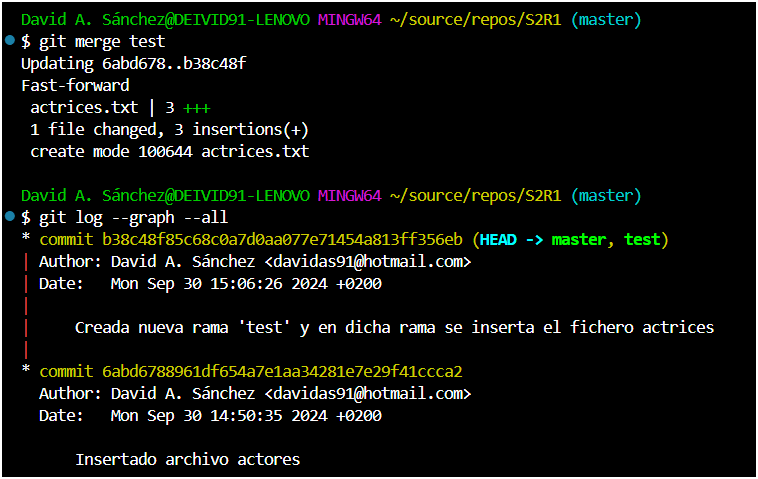 David A. Sánchez@DEIVID91-LENOVO MINGW64 ~/source/repos/S2R1 (master)
$ git merge test
Updating 6abd678..b38c48f
Fast-forward
 actrices.txt | 3 +++
 1 file changed, 3 insertions(+)
 create mode 100644 actrices.txt

David A. Sánchez@DEIVID91-LENOVO MINGW64 ~/source/repos/S2R1 (master)
$ git log --graph --all
* commit b38c48f85c68c0a7d0aa077e71454a813ff356eb (HEAD -> master, test)
| Author: David A. Sánchez <davidas91@hotmail.com>
| Date:   Mon Sep 30 15:06:26 2024 +0200
|
|     Creada nueva rama 'test' y en dicha rama se inserta el fichero actrices
|
* commit 6abd6788961df654a7e1aa34281e7e29f41ccca2
  Author: David A. Sánchez <davidas91@hotmail.com>
  Date:   Mon Sep 30 14:50:35 2024 +0200

      Insertado archivo actores